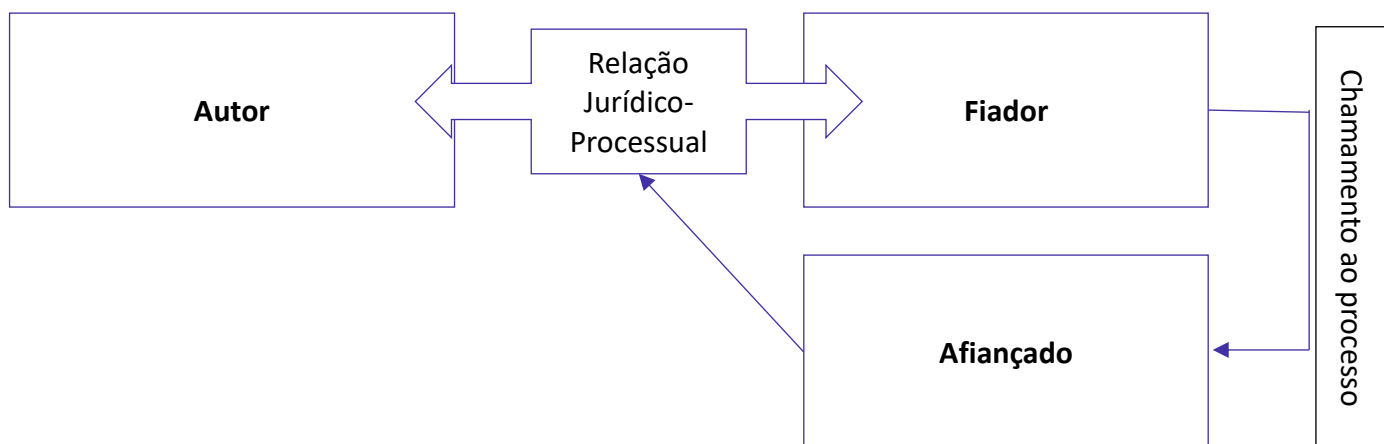 Autor
Relação
Jurídico-
Processual
Fiador
Chamamento ao processo
Afiançado